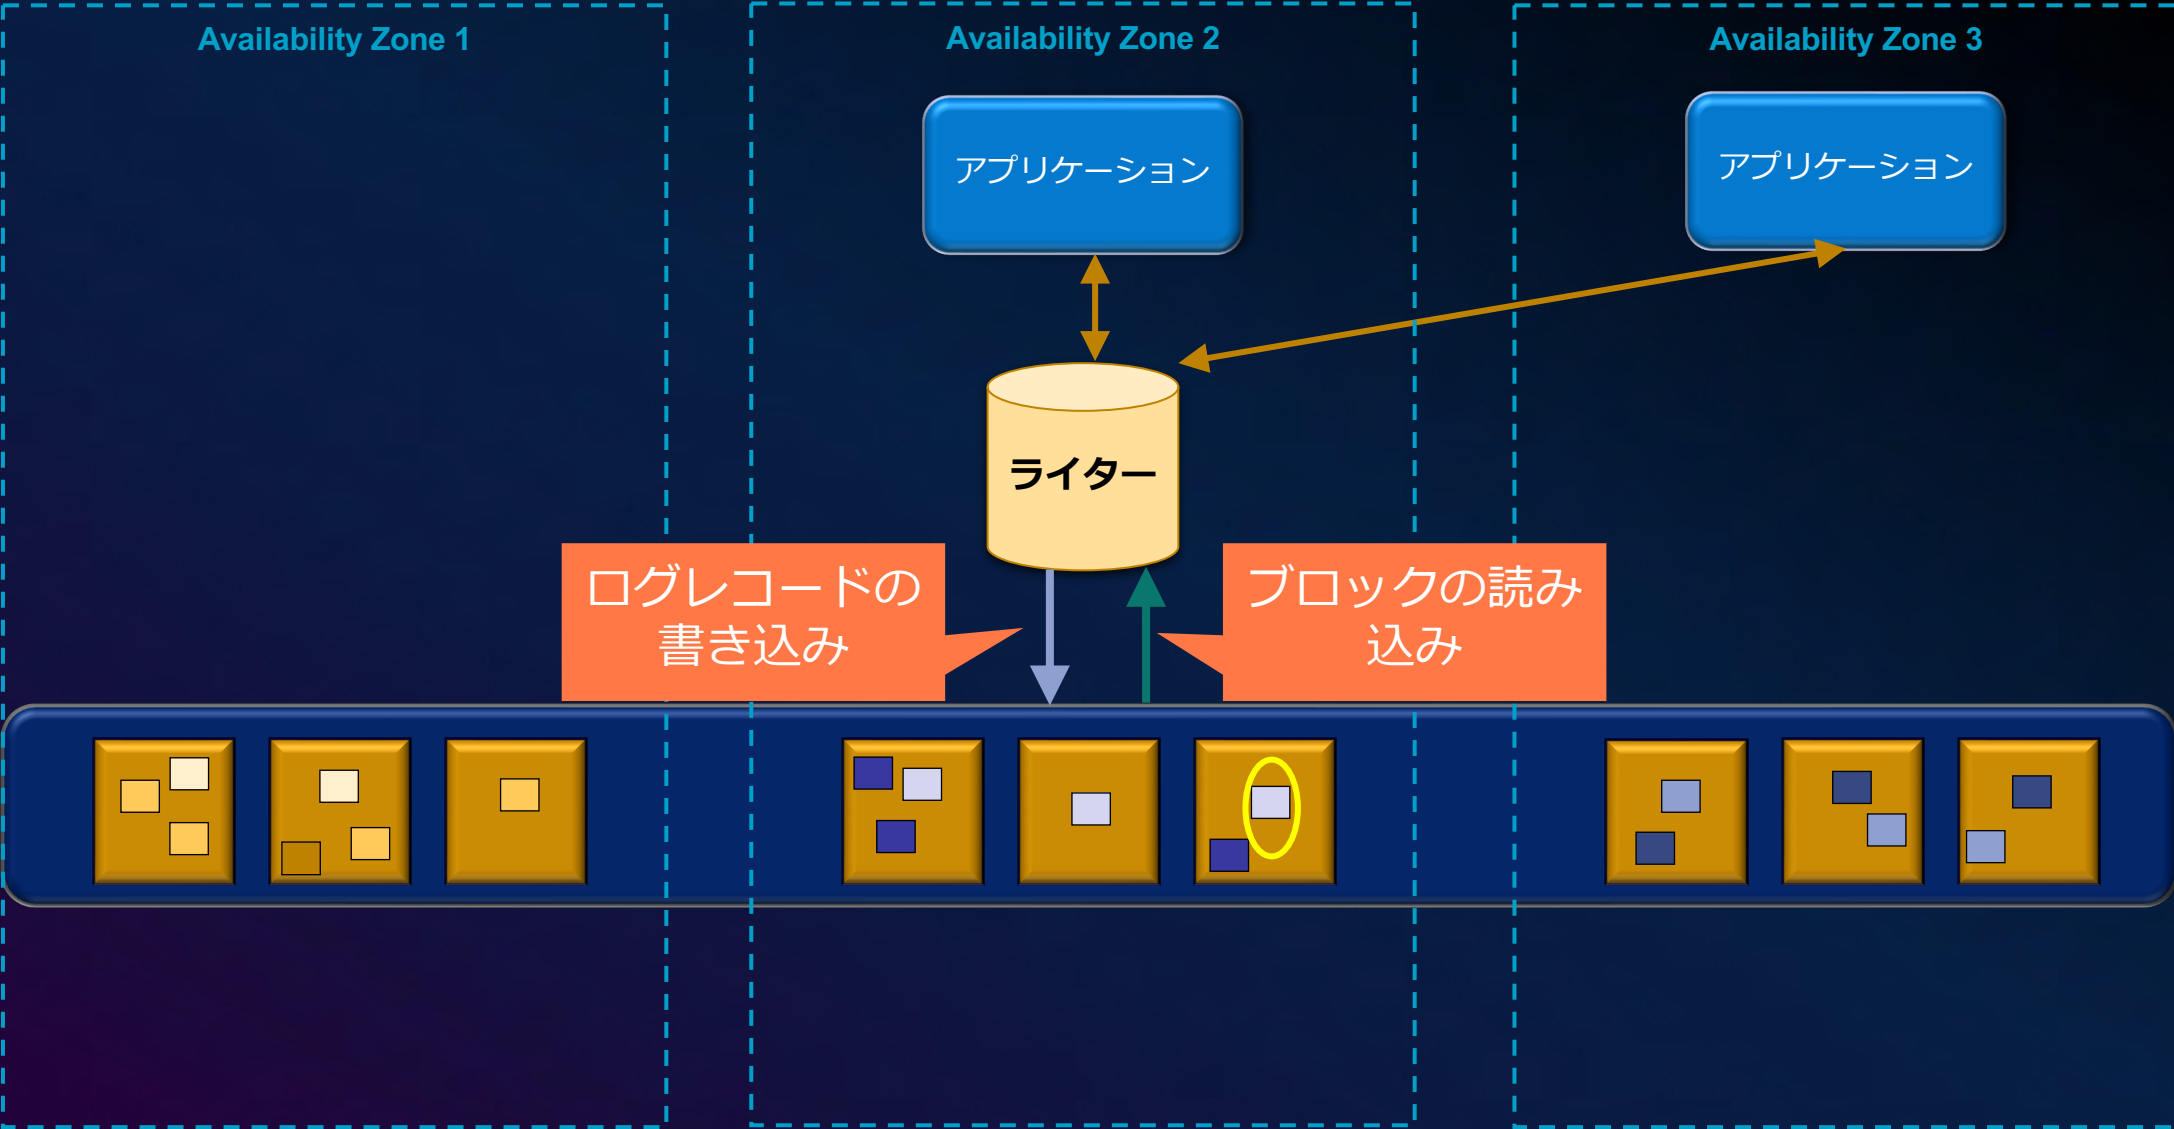 Availability Zone 1
Availability Zone 2
Availability Zone 3
アプリケーション
アプリケーション
ライター
ログレコードの
書き込み
ブロックの読み
込み